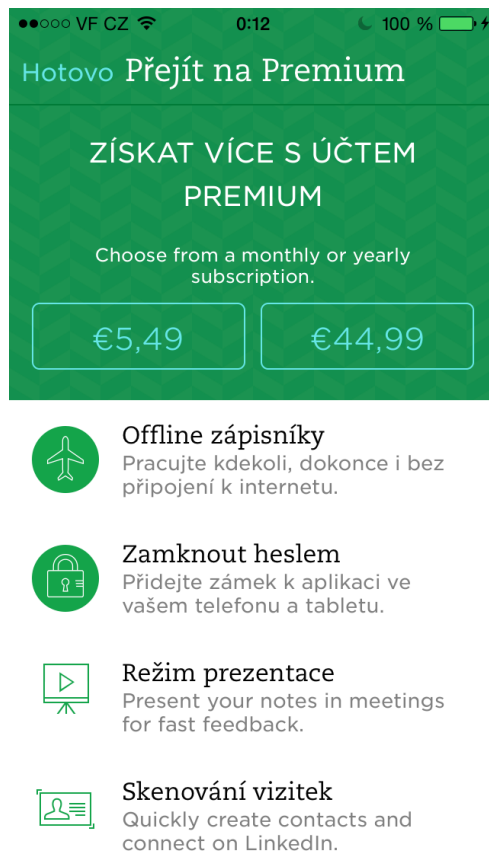 VF CZ 0:12 100 %
Hotovo Přejít na Premium
ZÍSKAT VÍCE S ÚČTEM
PREMIUM
Choose from a monthly or yearly
subscription.
€5,49 €44,99
Offline zápisníky
Pracujte kdekoli, dokonce i bez
připojení k internetu.
Zamknout heslem
Přidejte zámek k aplikaci ve
vašem telefonu a tabletu.
Režim prezentace
Present your notes in meetings
for fast feedback.
Skenování vizitek
Quickly create contacts and
connect on LinkedIn.